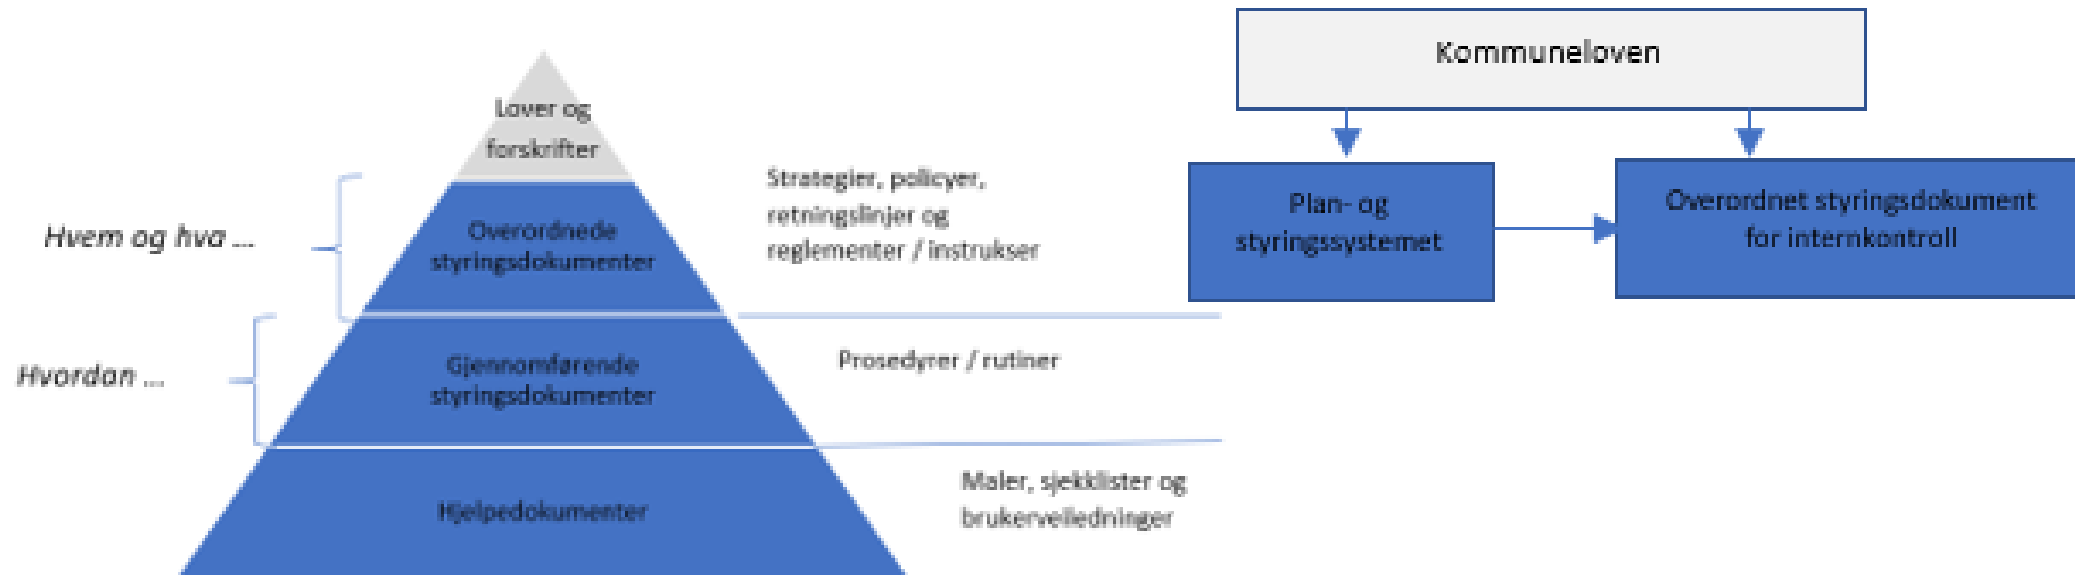 Kommuneloven
Lover og
forskrifter
Strategier, policyer,
retningslinjer og
reglementer / instrukser
Hvem og hva ...
Overordnede
styringsdokumenter
Plan- og
styringssystemet
Overordnet styringsdokument
for internkontroll
Hvordan ...
Gjennomførende
styringsdokumenter
Prosedyrer / rutiner
Hjelpedokumenter
Maler, sjekklister og
brukerveiledninger